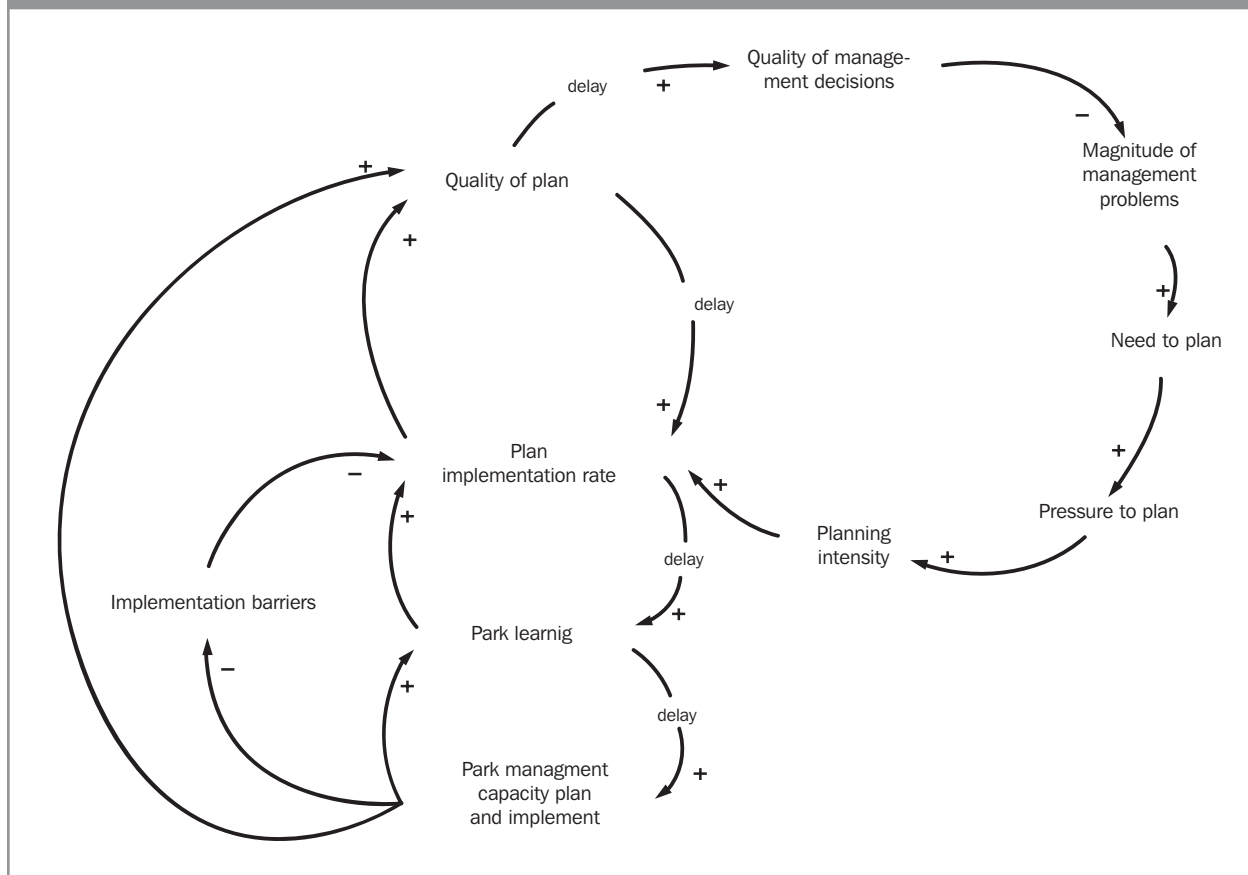 Quality of manage-
ment decisions
delay
+
−
Magnitude of
management
problems
+
Quality of plan
+
delay
+
Need to plan
+
+
Plan
implementation rate
−
+
+
Pressure to plan
+
Planning
intensity
+
delay
+
Implementation barriers
Park learnig
−
+
delay
+
Park managment
capacity plan
and implement